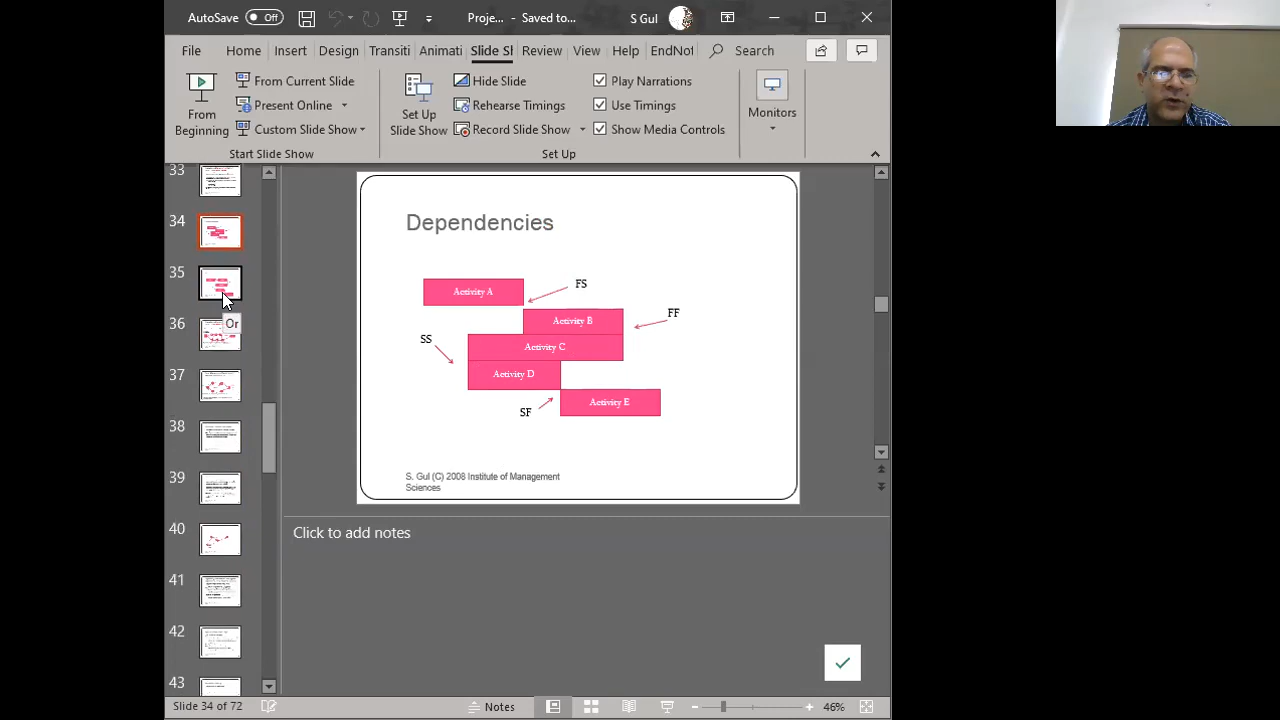 AutoSave Off Proje... - Saved to... S Gul
File Home Insert Design Transiti Animati Slide Sl Review View Help EndNot Search
From Beginning
From Current Slide
Present Online
Custom Slide Show
Start Slide Show
Set Up Slide Show
Hide Slide
Rehearse Timings
Record Slide Show
Play Narrations
Use Timings
Show Media Controls
Set Up
Monitors
33
34
35
Or
36
37
38
39
40
41
42
43
Dependencies
Activity A
FS
Activity B
FF
SS
Activity C
Activity D
SF
Activity E
S. Gul (C) 2008 Institute of Management
Sciences
Click to add notes
Slide 34 of 72 Notes 46%